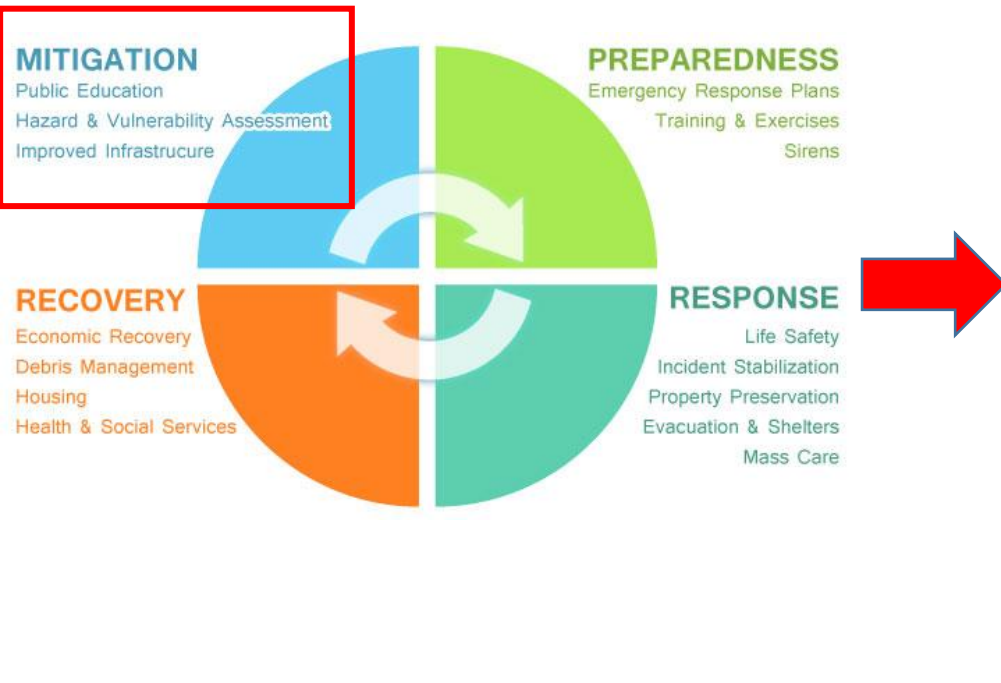 MITIGATION
Public Education
Hazard & Vulnerability Assessment
Improved Infrastrucure
PREPAREDNESS
Emergency Response Plans
Training & Exercises
Sirens
RECOVERY
Economic Recovery
Debris Management
Housing
Health & Social Services
RESPONSE
Life Safety
Incident Stabilization
Property Preservation
Evacuation & Shelters
Mass Care